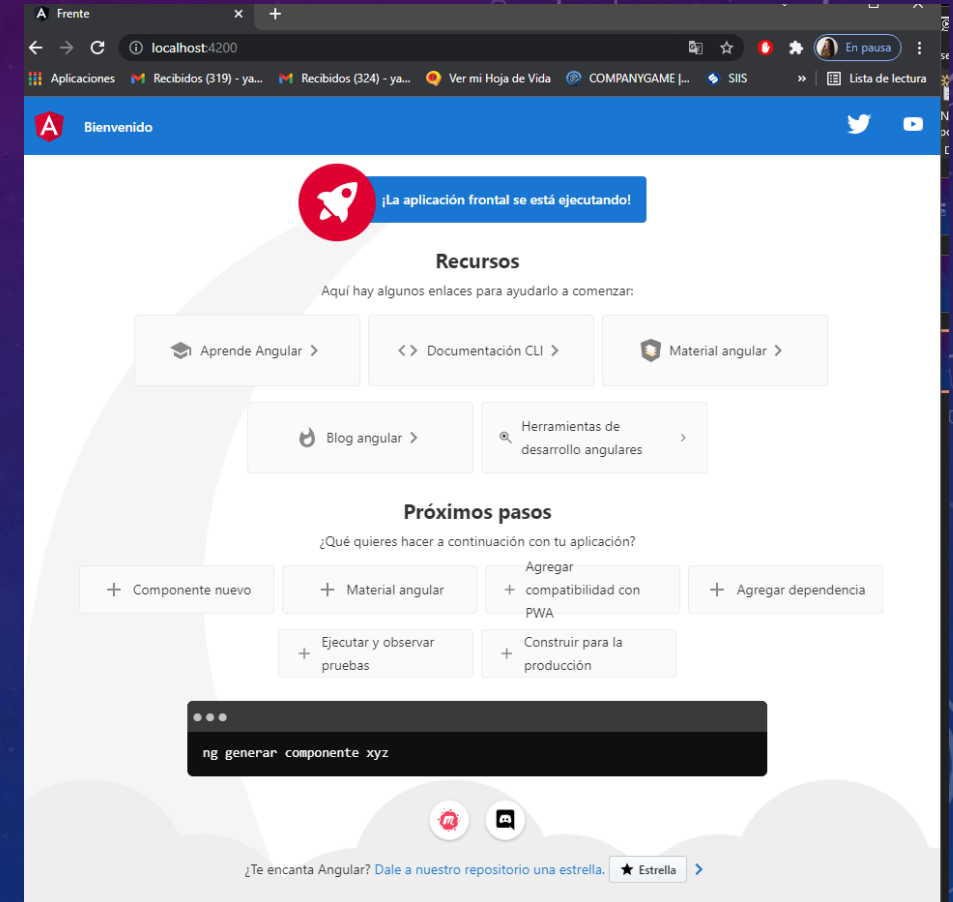 Frente
localhost:4200
En pausa
Aplicaciones
Recibidos (319) - ya...
Recibidos (324) - ya...
Ver mi Hoja de Vida
COMPANYGAME |...
SIIS
»
Lista de lectura
Bienvenido
¡La aplicación frontal se está ejecutando!
Recursos
Aquí hay algunos enlaces para ayudarlo a comenzar:
Aprende Angular
Documentación CLI
Material angular
Blog angular
Herramientas de
desarrollo angulares
Próximos pasos
¿Qué quieres hacer a continuación con tu aplicación?
Componente nuevo
Material angular
Agregar
compatibilidad con
PWA
Agregar dependencia
Ejecutar y observar
pruebas
Construir para la
producción
ng generar componente xyz
¿Te encanta Angular? Dale a nuestro repositorio una estrella.
Estrella